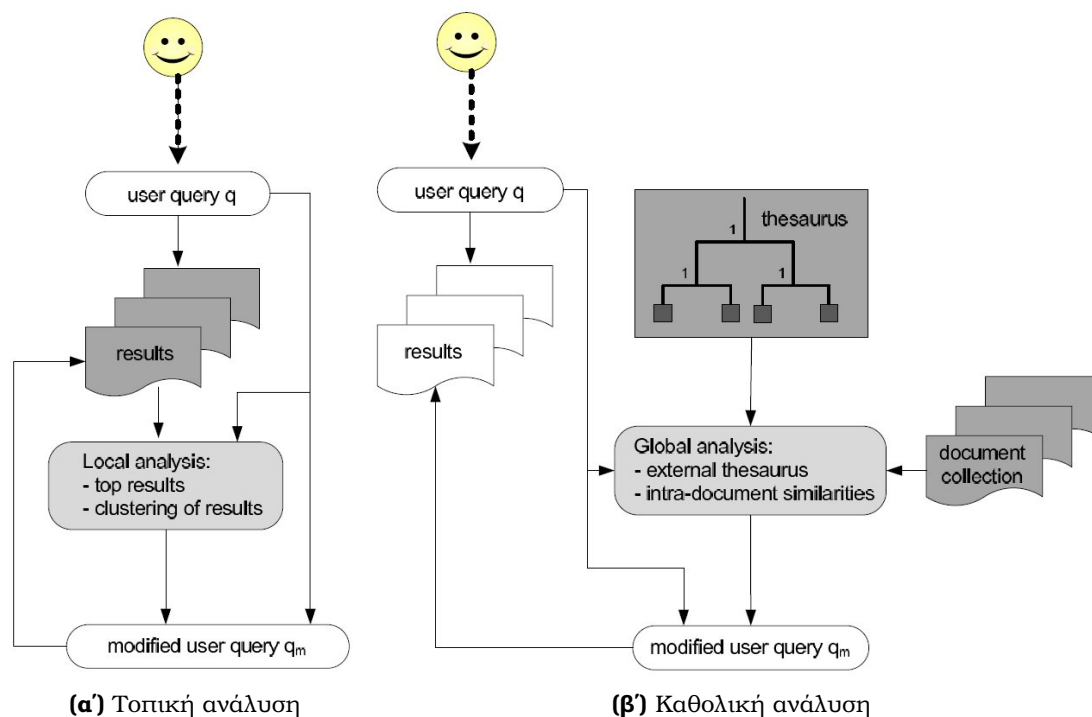 user query q
results
Local analysis:
- top results
- clustering of results
modified user query qm
(α′) Τοπική ανάλυση
user query q
thesaurus
1
1
1
results
Global analysis:
- external thesaurus
- intra-document similarities
document
collection
modified user query qm
(β′) Καθολική ανάλυση